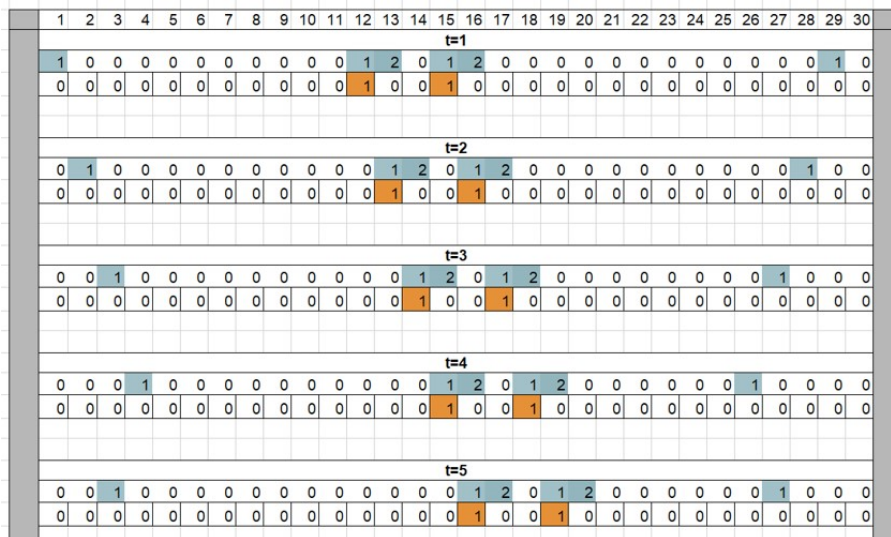 1 2 3 4 5 6 7 8 9 10 11 12 13 14 15 16 17 18 19 20 21 22 23 24 25 26 27 28 29 30
t=1
1 0 0 0 0 0 0 0 0 0 0 1 2 0 1 2 0 0 0 0 0 0 0 0 0 0 0 0 1 0
0 0 0 0 0 0 0 0 0 0 0 1 0 0 1 0 0 0 0 0 0 0 0 0 0 0 0 0 0 0
t=2
0 1 0 0 0 0 0 0 0 0 0 0 1 2 0 1 2 0 0 0 0 0 0 0 0 0 0 1 0 0
0 0 0 0 0 0 0 0 0 0 0 0 1 0 0 1 0 0 0 0 0 0 0 0 0 0 0 0 0 0
t=3
0 0 1 0 0 0 0 0 0 0 0 0 0 1 2 0 1 2 0 0 0 0 0 0 0 0 1 0 0 0
0 0 0 0 0 0 0 0 0 0 0 0 0 1 0 0 1 0 0 0 0 0 0 0 0 0 0 0 0 0
t=4
0 0 0 1 0 0 0 0 0 0 0 0 0 0 1 2 0 1 2 0 0 0 0 0 0 1 0 0 0 0
0 0 0 0 0 0 0 0 0 0 0 0 0 0 1 0 0 1 0 0 0 0 0 0 0 0 0 0 0 0
t=5
0 0 1 0 0 0 0 0 0 0 0 0 0 0 0 1 2 0 1 2 0 0 0 0 0 0 1 0 0 0
0 0 0 0 0 0 0 0 0 0 0 0 0 0 0 1 0 0 1 0 0 0 0 0 0 0 0 0 0 0